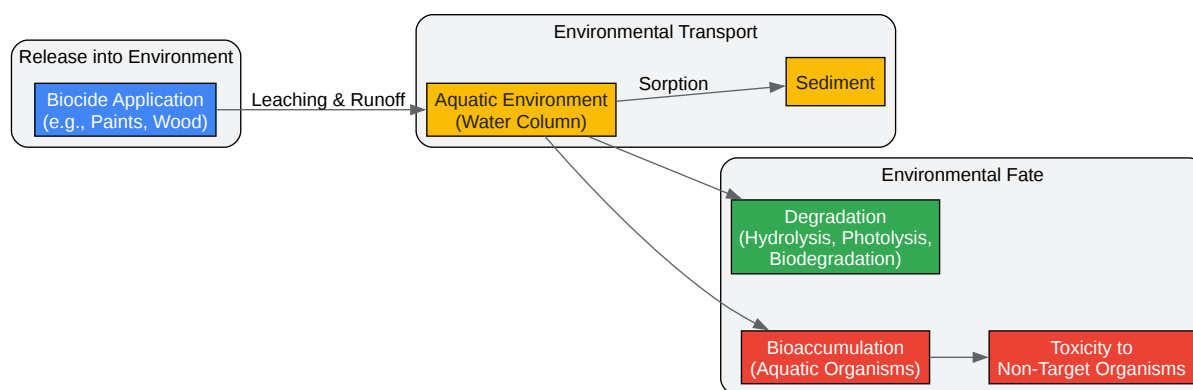 Release into Environment
Biocide Application
(e.g., Paints, Wood)
Leaching & Runoff
Environmental Transport
Aquatic Environment
(Water Column)
Sorption
Sediment
Environmental Fate
Degradation
(Hydrolysis, Photolysis,
Biodegradation)
Bioaccumulation
(Aquatic Organisms)
Toxicity to
Non-Target Organisms